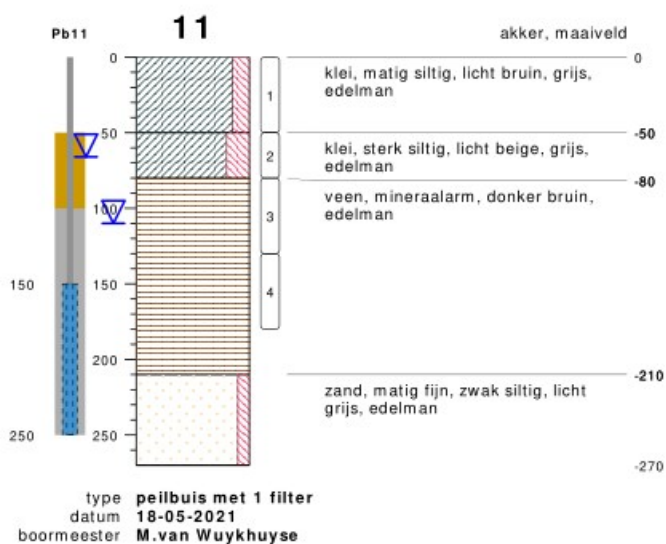 Pb11
11
akker, maaiveld
0
0
klei, matig siltig, licht bruin, grijs,
edelman
1
50
-50
klei, sterk siltig, licht beige, grijs,
edelman
2
-80
veen, mineraalarm, donker bruin,
edelman
100
3
150
150
4
200
-210
zand, matig fijn, zwak siltig, licht
grijs, edelman
250
250
-270
type peilbuis met 1 filter
datum 18-05-2021
boormeester M.van Wuykhuyse